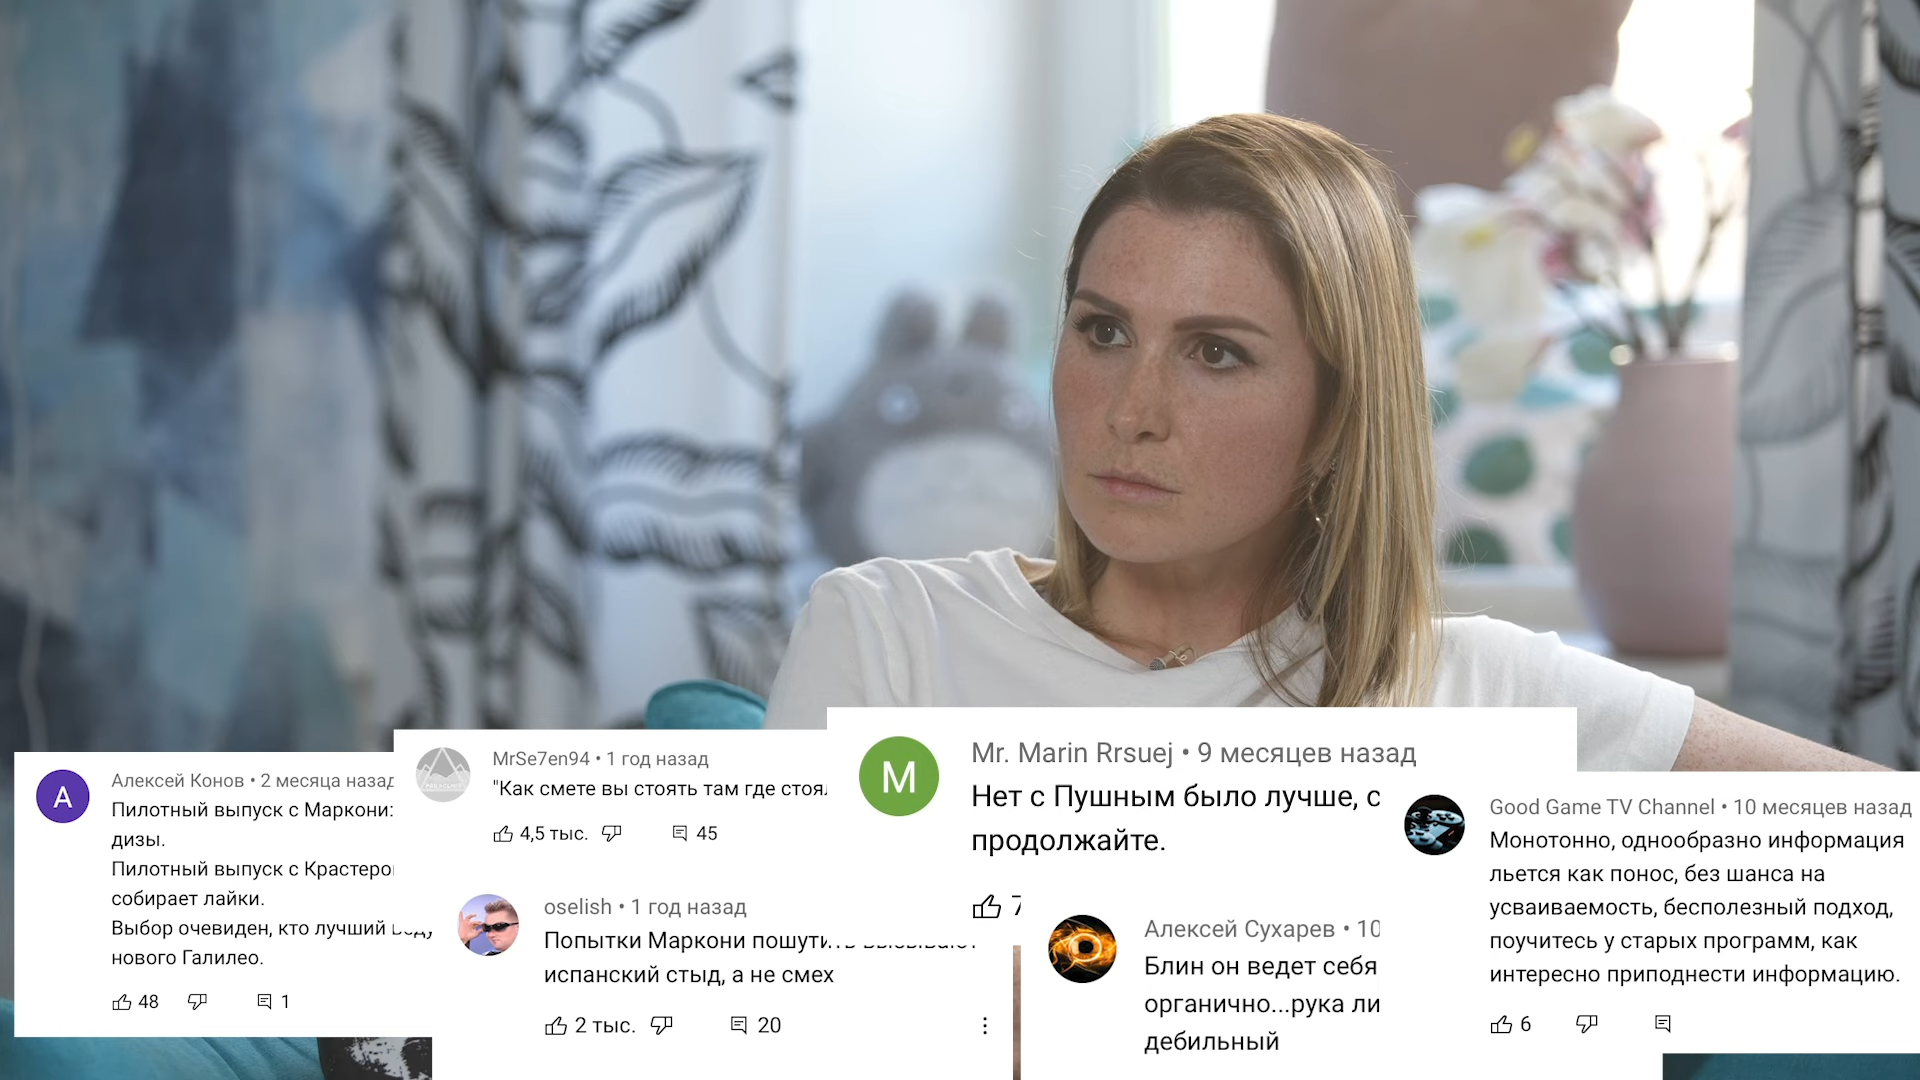 Алексей Конов • 2 месяца назад
Пилотный выпуск с Маркони:
дизы.
Пилотный выпуск с
собирает лайки.
Выбор очевиден, кто лучший
нового Галилео.
48
1
MrSe7en94 • 1 год назад
"Как смете вы стоять там где
4,5 тыс.
45
oselish • 1 год назад
Попытки Маркони
испанский стыд, а не смех
2 тыс.
20
M
Mr. Marin Rrsuej • 9 месяцев назад
Нет с Пушным было лучше, с
продолжайте.
Алексей Сухарев • 10
Блин он ведет себя
органично...рука
дебильный
Good Game TV Channel • 10 месяцев назад
Монотонно, однообразно информация
льется как понос, без шанса на
усваиваемость, бесполезный подход,
поучитесь у старых программ, как
интересно приподнести информацию.
6